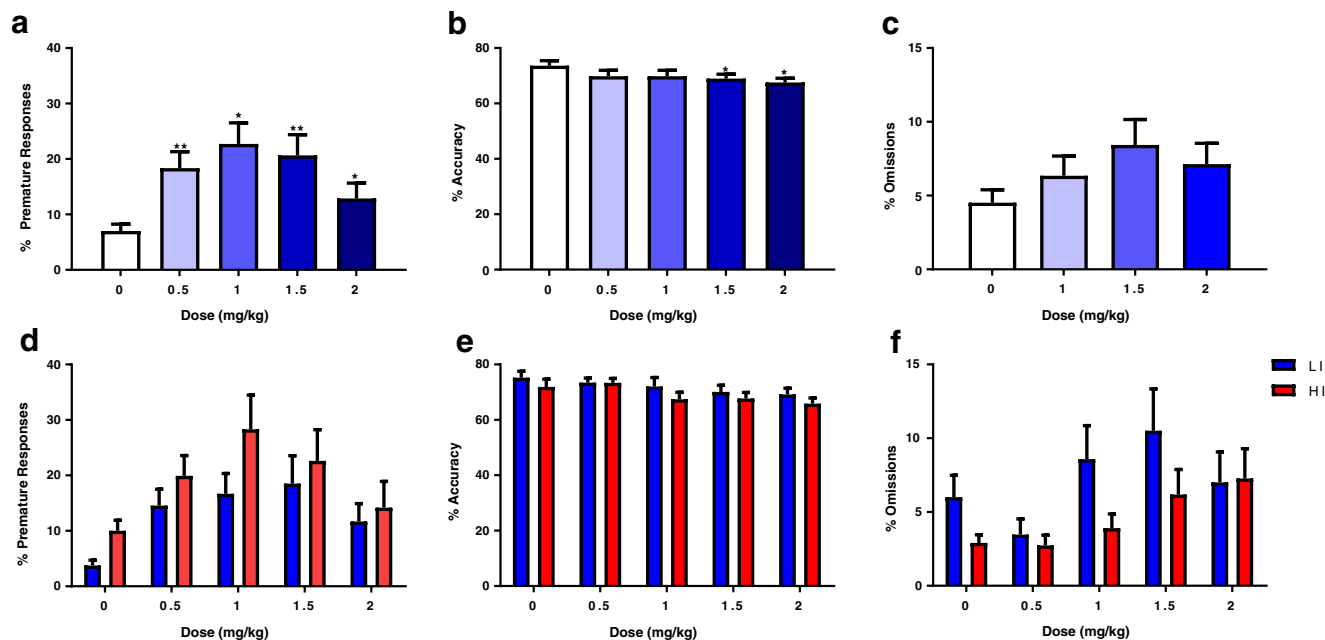 a
b
c
40
30
20
10
0
% Premature Responses
**
*
**
*
0 0.5 1 1.5 2
Dose (mg/kg)
80
60
40
20
0
% Accuracy
*
*
0 0.5 1 1.5 2
Dose (mg/kg)
15
10
5
0
% Omissions
0 1 1.5 2
Dose (mg/kg)
d
e
f
40
30
20
10
0
% Premature Responses
0 0.5 1 1.5 2
Dose (mg/kg)
80
60
40
20
0
% Accuracy
0 0.5 1 1.5 2
Dose (mg/kg)
15
10
5
0
% Omissions
0 0.5 1 1.5 2
Dose (mg/kg)
LI
HI